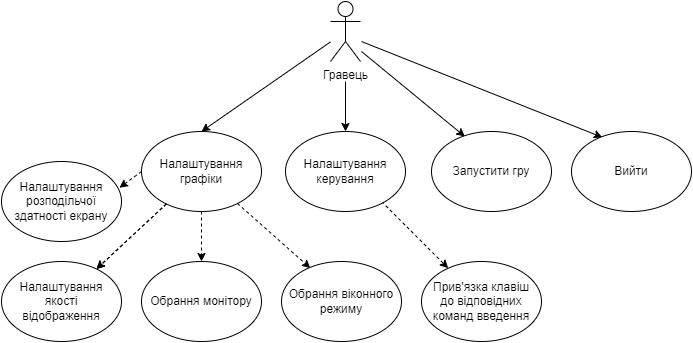 Гравець
Налаштування
графіки
Налаштування
керування
Запустити гру
Вийти
Налаштування
розподільчої
здатності екрану
Налаштування
якості
відображення
Обрання монітору
Обрання віконного
режиму
Прив'язка клавіш
до відповідних
команд введення